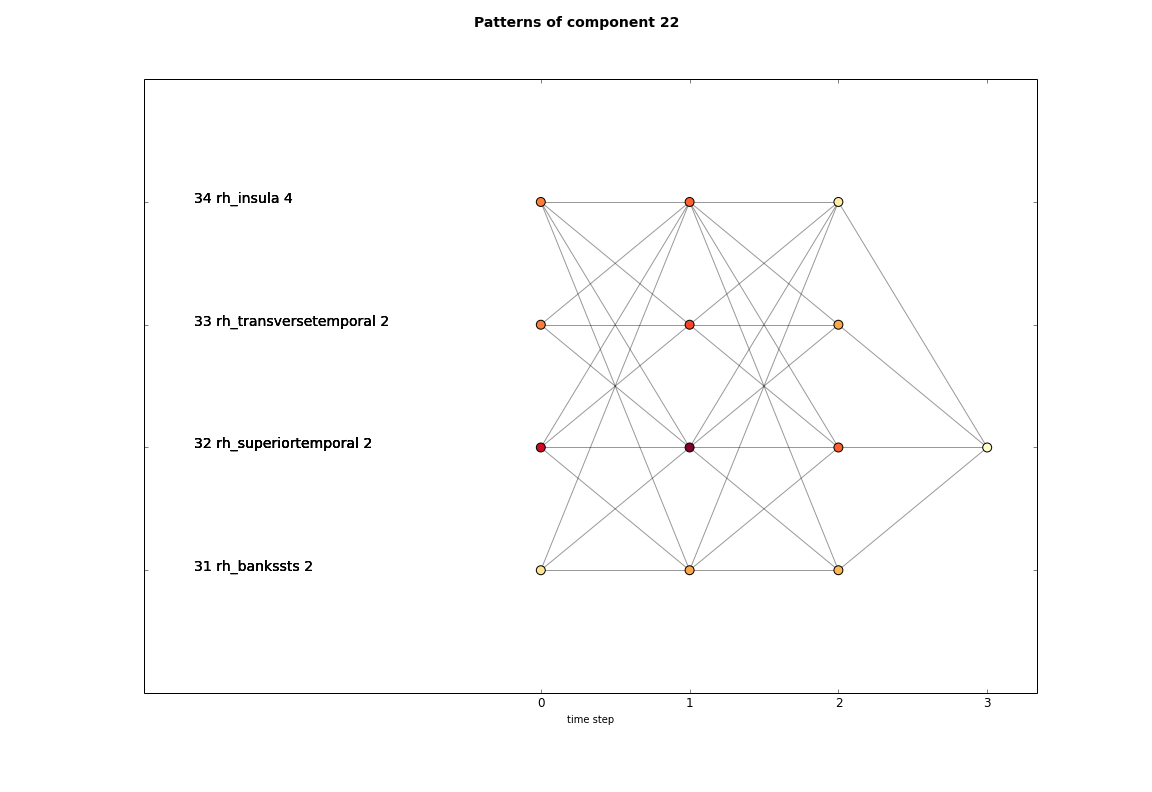 Patterns of component 22
34 rh_insula 4
33 rh_transversetemporal 2
32 rh_superiortemporal 2
31 rh_bankssts 2
0 1 2 3
time step